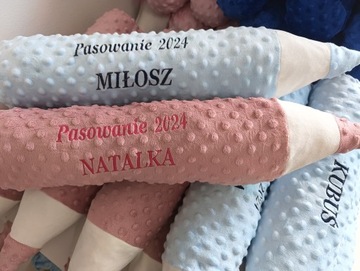 Pasowanie 2024
MIŁOSZ
Pasowanie 2024
NATALKA
KUBUŚ